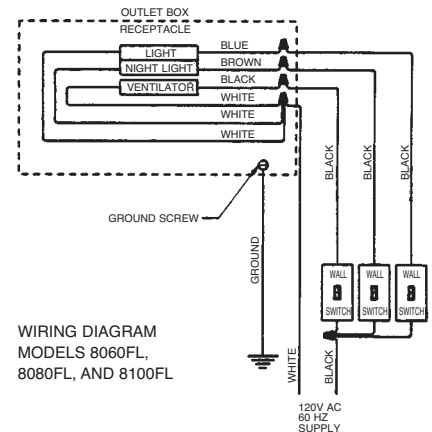 OUTLET BOX
RECEPTACLE
LIGHT
BLUE
NIGHT LIGHT
BROWN
VENTILATOR
BLACK
WHITE
WHITE
WHITE
BLACK
BLACK
BLACK
GROUND SCREW
GROUND
WALL
SWITCH
WALL
SWITCH
WALL
SWITCH
WIRING DIAGRAM
MODELS 8060FL,
8080FL, AND 8100FL
WHITE
BLACK
120V AC
60 HZ
SUPPLY